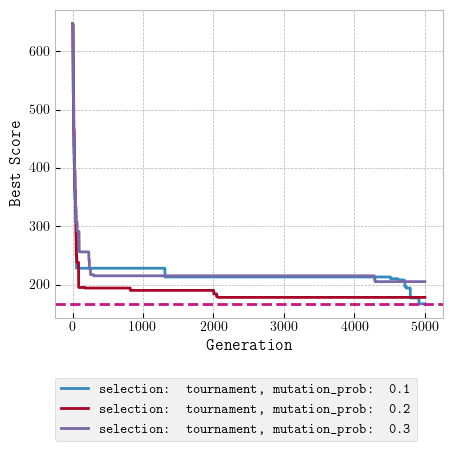 600
500
400
300
200
Best Score
0
1000
2000
3000
4000
5000
Generation
selection: tournament, mutation_prob: 0.1
selection: tournament, mutation_prob: 0.2
selection: tournament, mutation_prob: 0.3